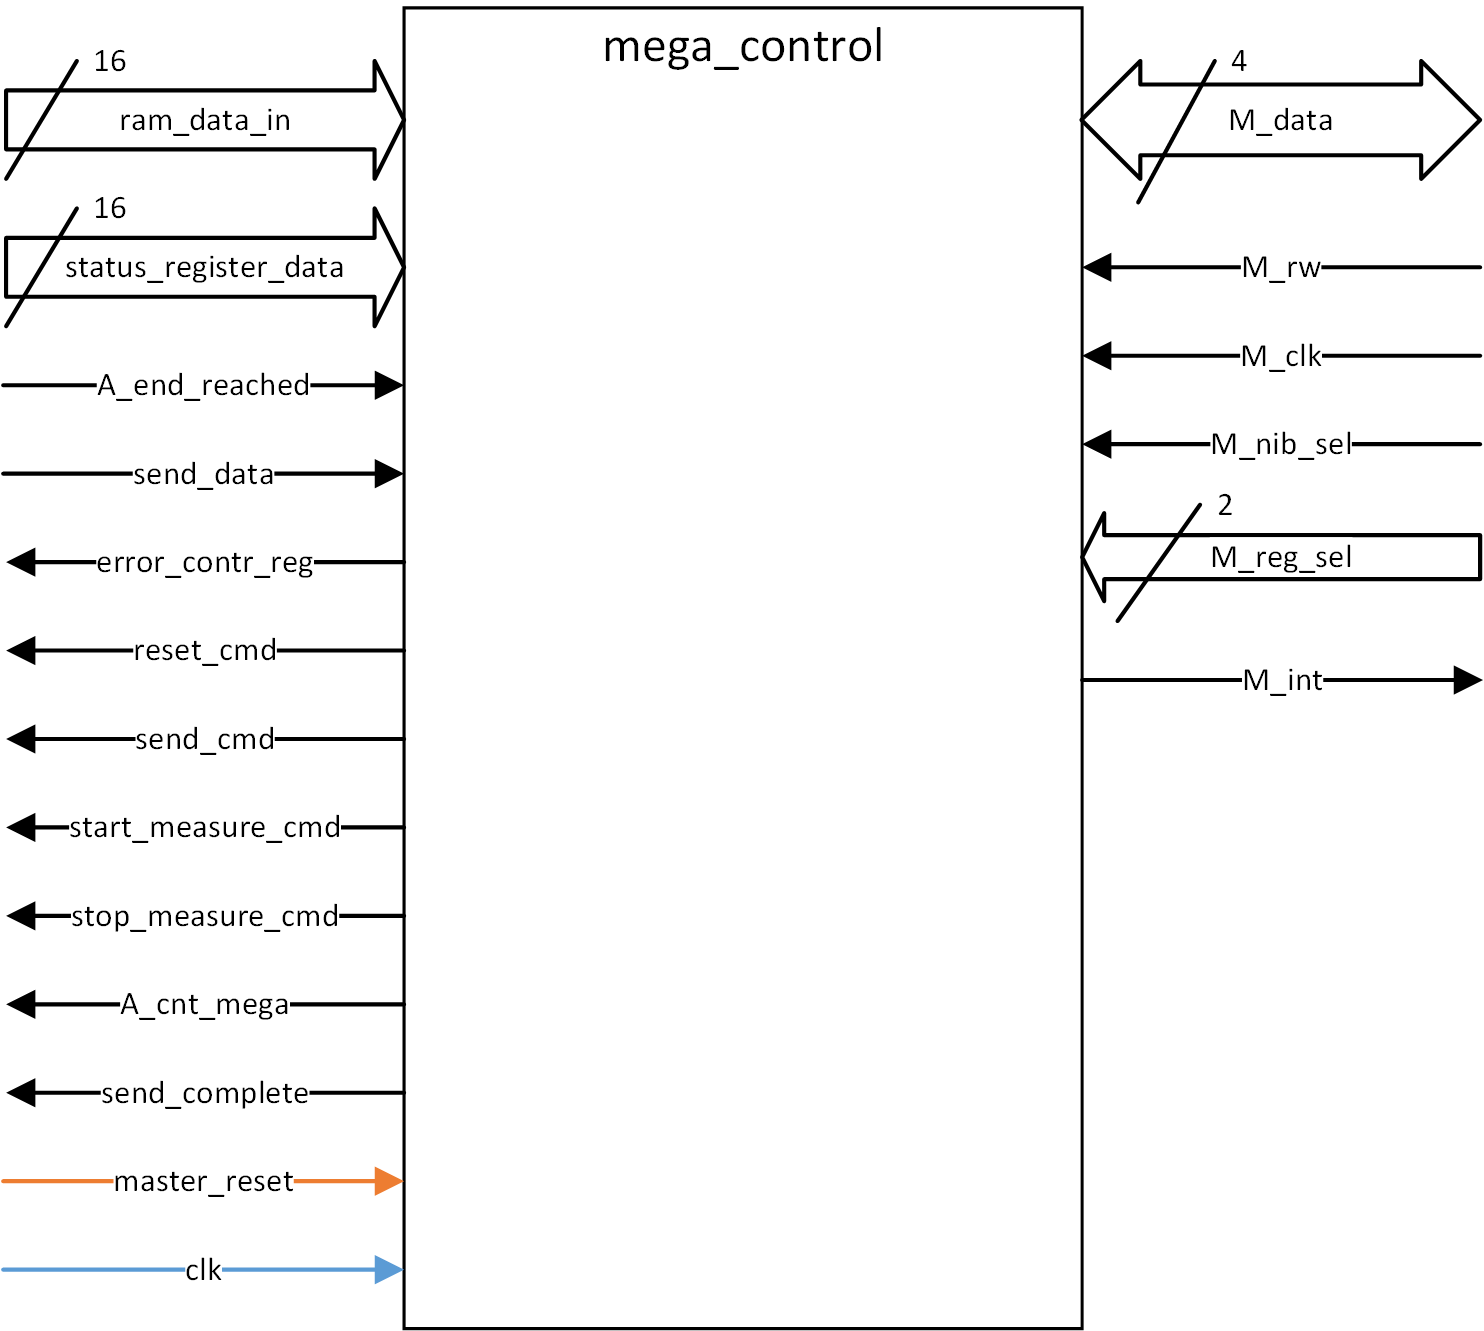 mega_control
16
ram_data_in
16
status_register_data
A_end_reached
send_data
error_contr_reg
reset_cmd
send_cmd
start_measure_cmd
stop_measure_cmd
A_cnt_mega
send_complete
master_reset
clk
4
M_data
M_rw
M_clk
M_nib_sel
2
M_reg_sel
M_int